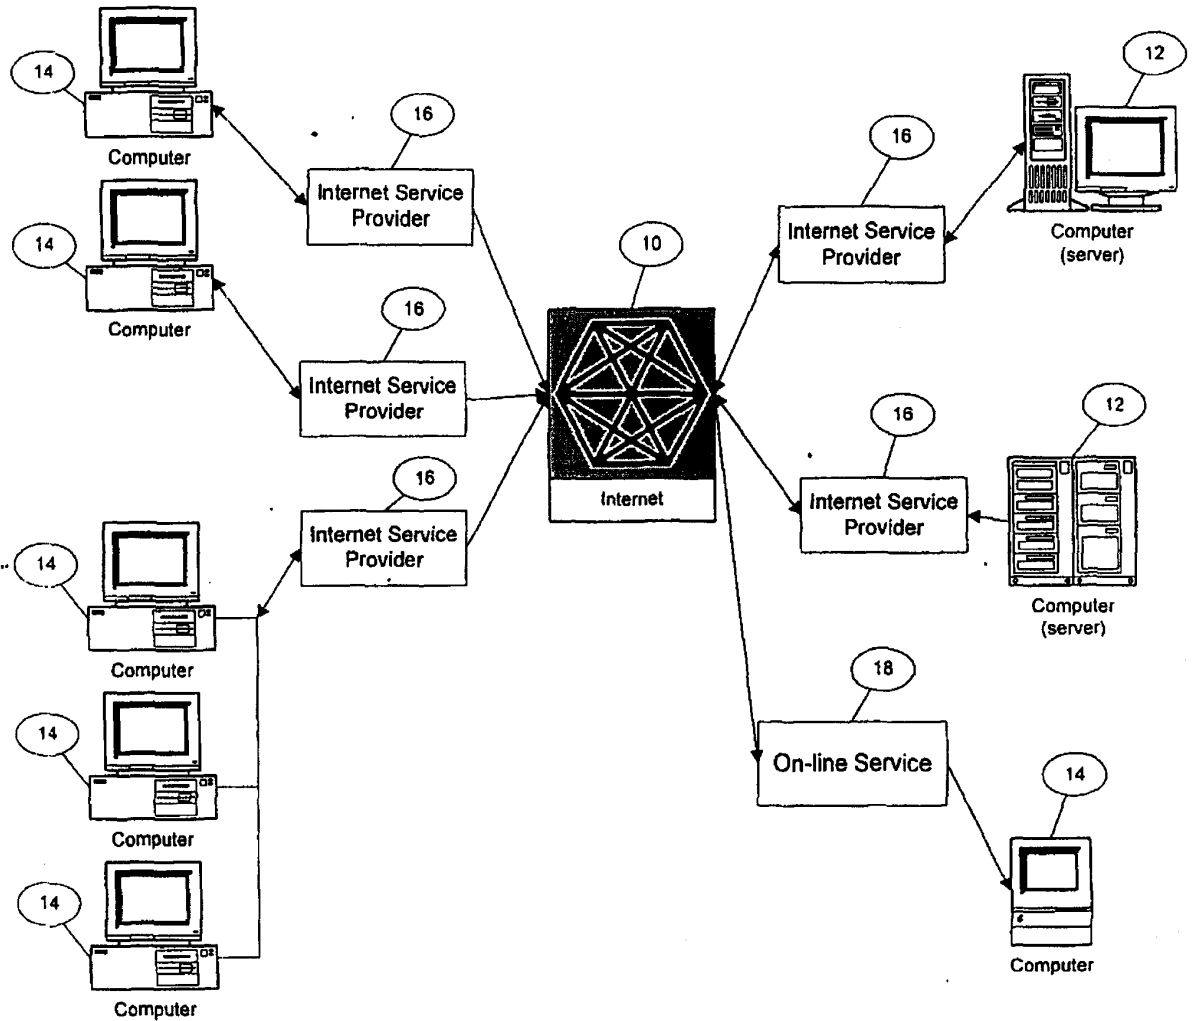 14
Computer
14
Computer
16
Internet Service
Provider
16
Internet Service
Provider
16
Internet Service
Provider
14
Computer
14
Computer
14
Computer
10
Internet
16
Internet Service
Provider
12
Computer
(server)
16
Internet Service
Provider
12
Computer
(server)
18
On-line Service
14
Computer